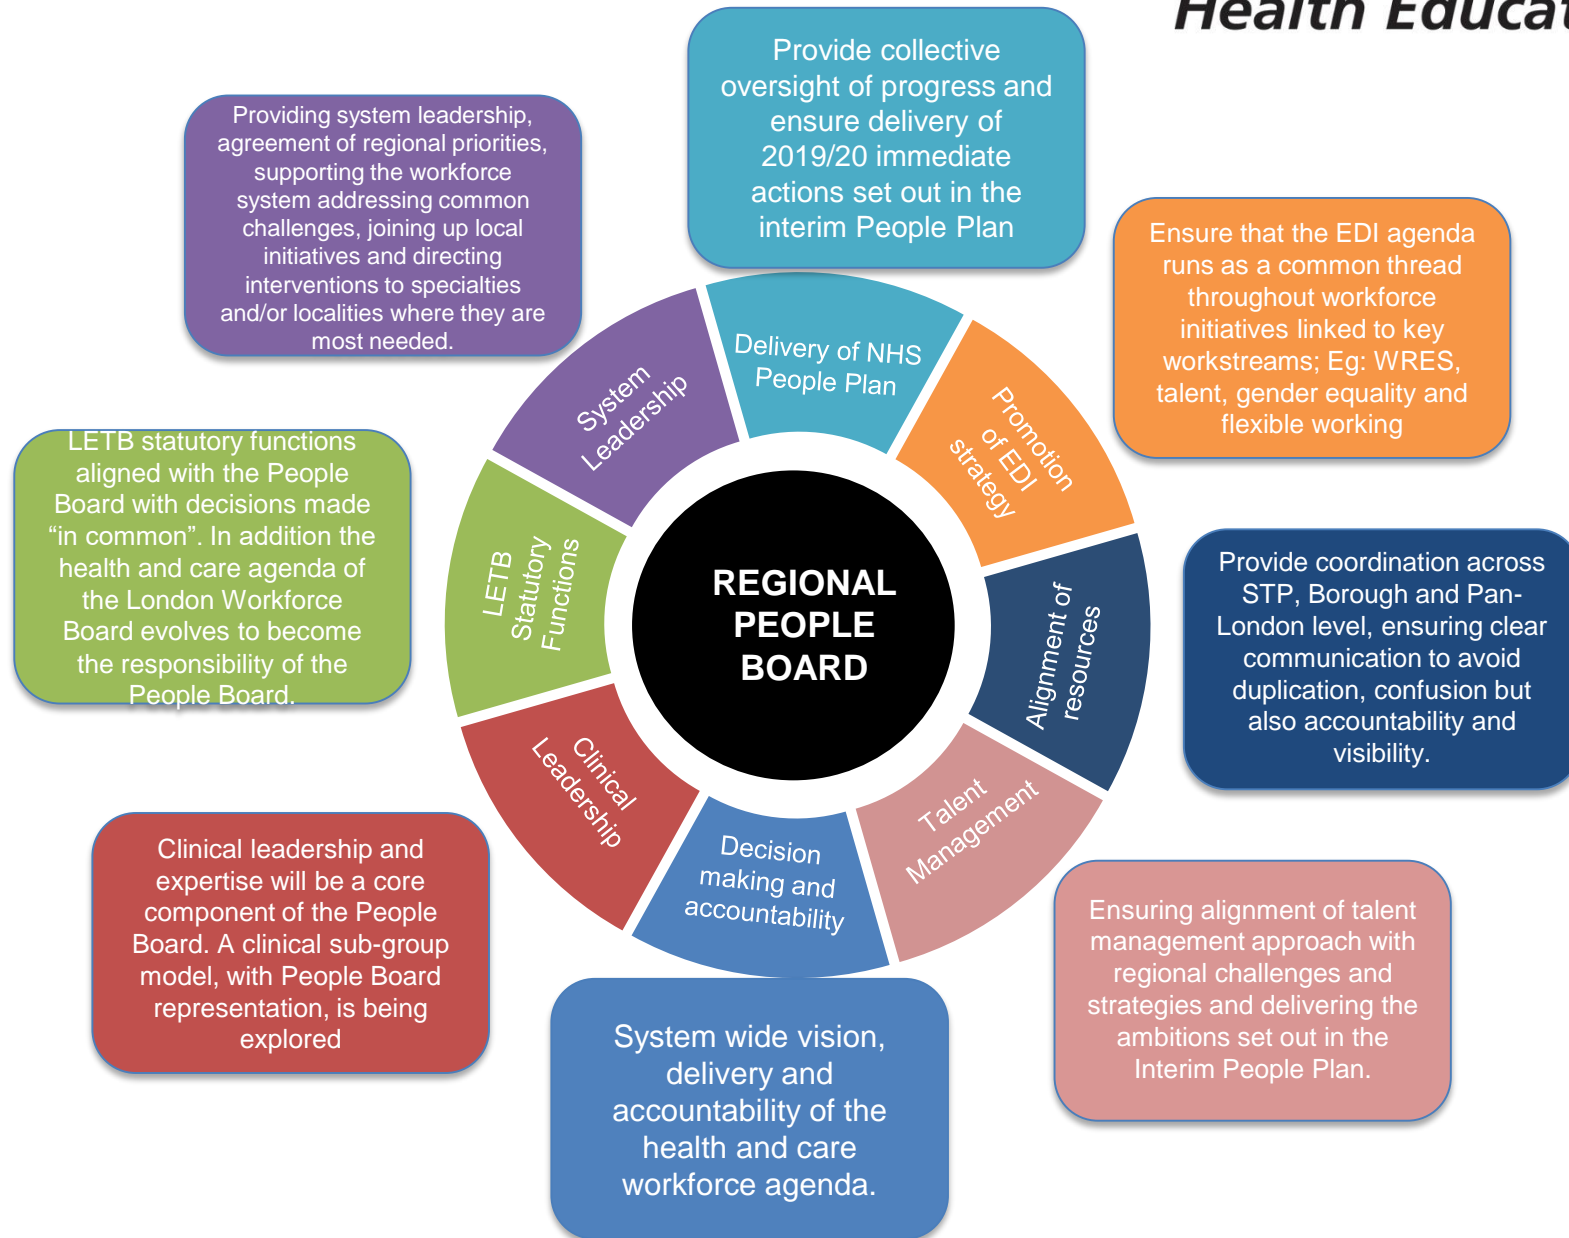 Health Educat
Provide collective
oversight of progress and
ensure delivery of
2019/20 immediate
actions set out in the
interim People Plan
Providing system leadership,
agreement of regional priorities,
supporting the workforce
system addressing common
challenges, joining up local
initiatives and directing
interventions to specialties
and/or localities where they are
most needed.
Ensure that the EDI agenda
runs as a common thread
throughout workforce
initiatives linked to key
workstreams; Eg: WRES,
talent, gender equality and
flexible working
Delivery of NHS
People Plan
System
Leadership
Promotion
of EDI
strategy
LETB statutory functions
aligned with the People
Board with decisions made
“in common”. In addition the
health and care agenda of
the London Workforce
Board evolves to become
the responsibility of the
People Board.
LETB
Statutory
Functions
REGIONAL
PEOPLE
BOARD
Alignment of
resources
Provide coordination across
STP, Borough and Pan-
London level, ensuring clear
communication to avoid
duplication, confusion but
also accountability and
visibility.
Clinical
Leadership
Decision
making and
accountability
Talent
Management
Clinical leadership and
expertise will be a core
component of the People
Board. A clinical sub-group
model, with People Board
representation, is being
explored
Ensuring alignment of talent
management approach with
regional challenges and
strategies and delivering the
ambitions set out in the
Interim People Plan.
System wide vision,
delivery and
accountability of the
health and care
workforce agenda.